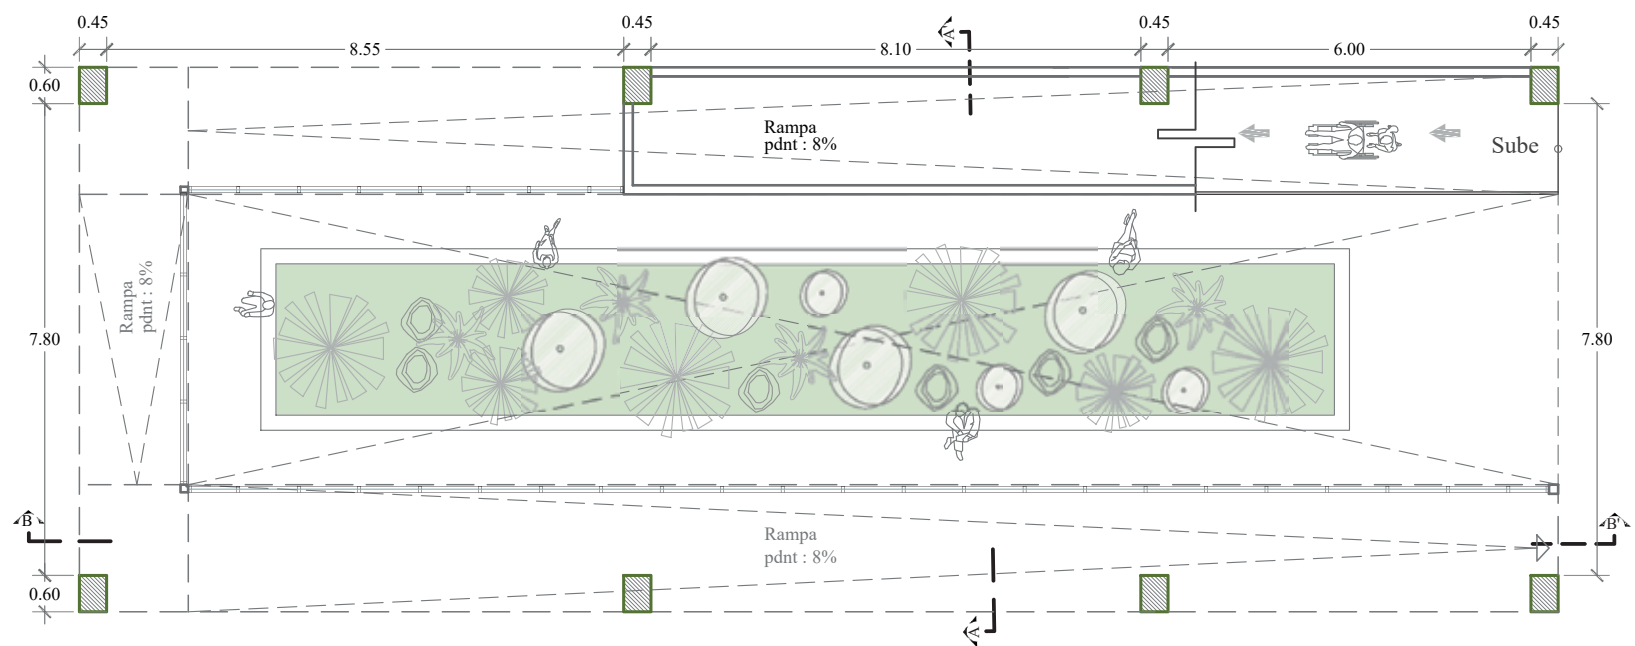 0.45
0.45
0.45
0.45
A
8.55
8.10
6.00
0.60
Rampa
pdnt : 8%
Sube
Rampa
pdnt : 8%
7.80
7.80
B
B'
Rampa
pdnt : 8%
0.60
A